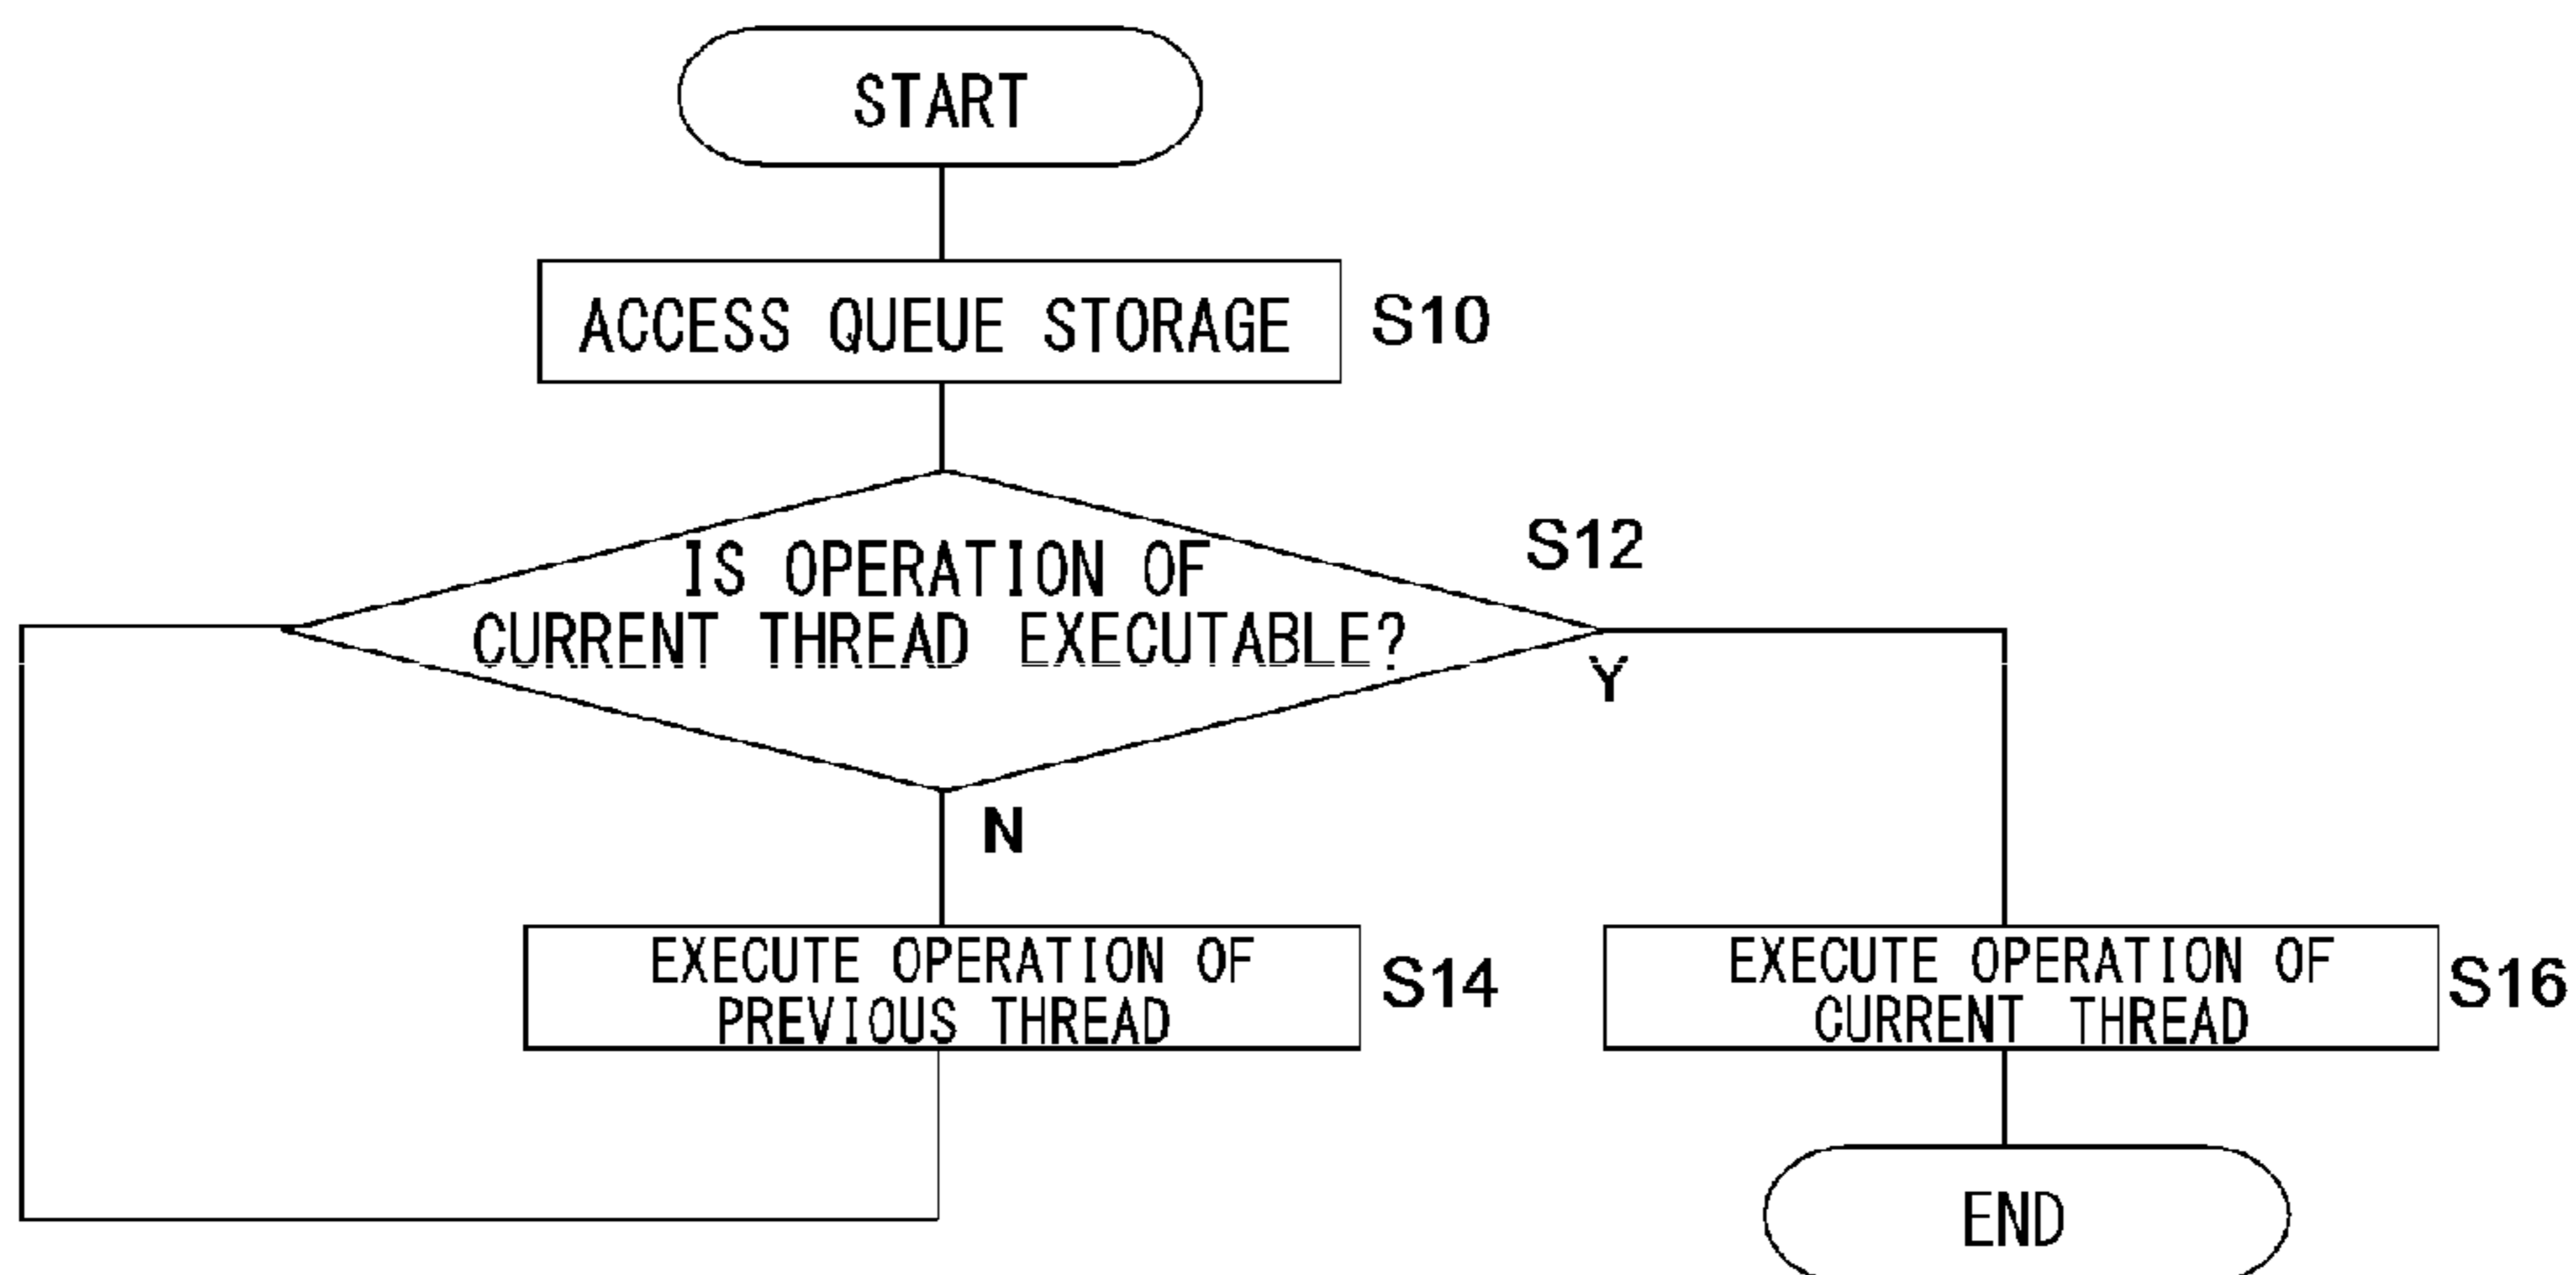 START
ACCESS QUEUE STORAGE
S10
IS OPERATION OF
CURRENT THREAD EXECUTABLE?
S12
Y
N
EXECUTE OPERATION OF
PREVIOUS THREAD
S14
EXECUTE OPERATION OF
CURRENT THREAD
S16
END